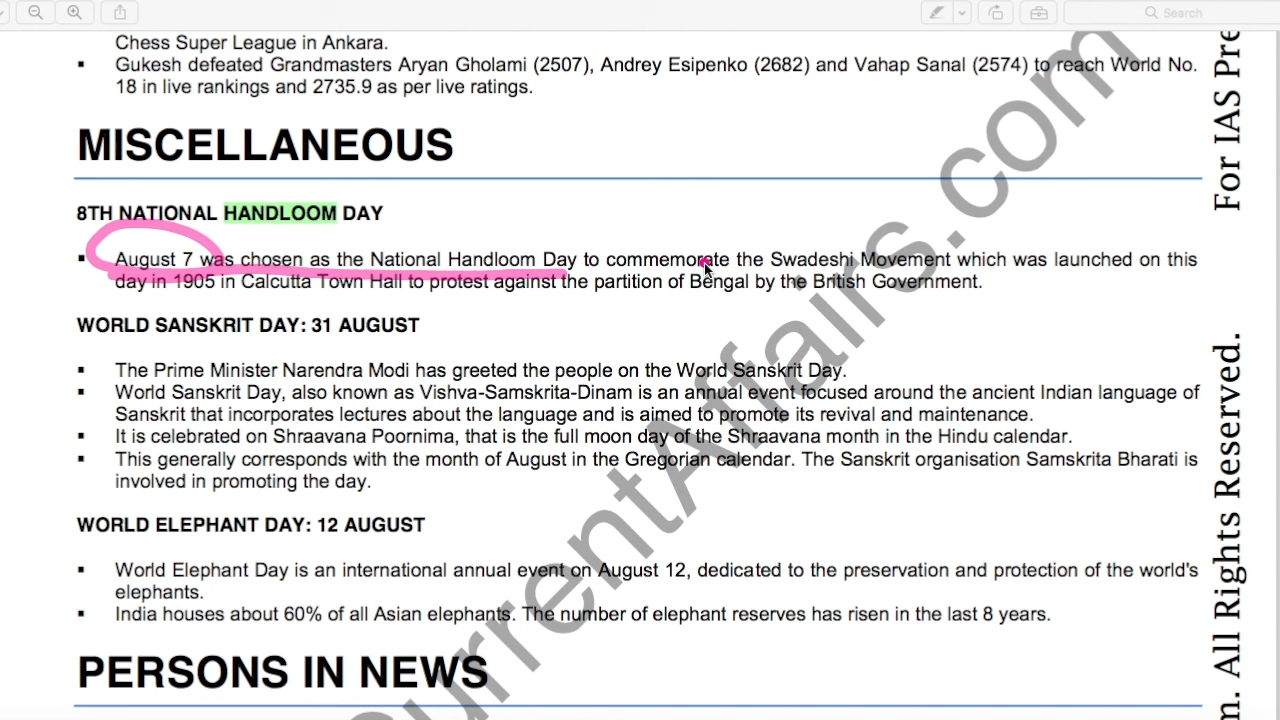 Search
Chess Super League in Ankara.
▪ Gukesh defeated Grandmasters Aryan Gholami (2507), Andrey Esipenko (2682) and Vahap Sanal (2574) to reach World No.
18 in live rankings and 2735.9 as per live ratings.
MISCELLANEOUS
8TH NATIONAL HANDLOOM DAY
▪ August 7 was chosen as the National Handloom Day to commemorate the Swadeshi Movement which was launched on this
day in 1905 in Calcutta Town Hall to protest against the partition of Bengal by the British Government.
WORLD SANSKRIT DAY: 31 AUGUST
▪ The Prime Minister Narendra Modi has greeted the people on the World Sanskrit Day.
▪ World Sanskrit Day, also known as Vishva-Samskrita-Dinam is an annual event focused around the ancient Indian language of
Sanskrit that incorporates lectures about the language and is aimed to promote its revival and maintenance.
▪ It is celebrated on Shraavana Poornima, that is the full moon day of the Shraavana month in the Hindu calendar.
▪ This generally corresponds with the month of August in the Gregorian calendar. The Sanskrit organisation Samskrita Bharati is
involved in promoting the day.
WORLD ELEPHANT DAY: 12 AUGUST
▪ World Elephant Day is an international annual event on August 12, dedicated to the preservation and protection of the world's
elephants.
▪ India houses about 60% of all Asian elephants. The number of elephant reserves has risen in the last 8 years.
PERSONS IN NEWS
urrentAffairs.com
For IAS Pre
m. All Rights Reserved.